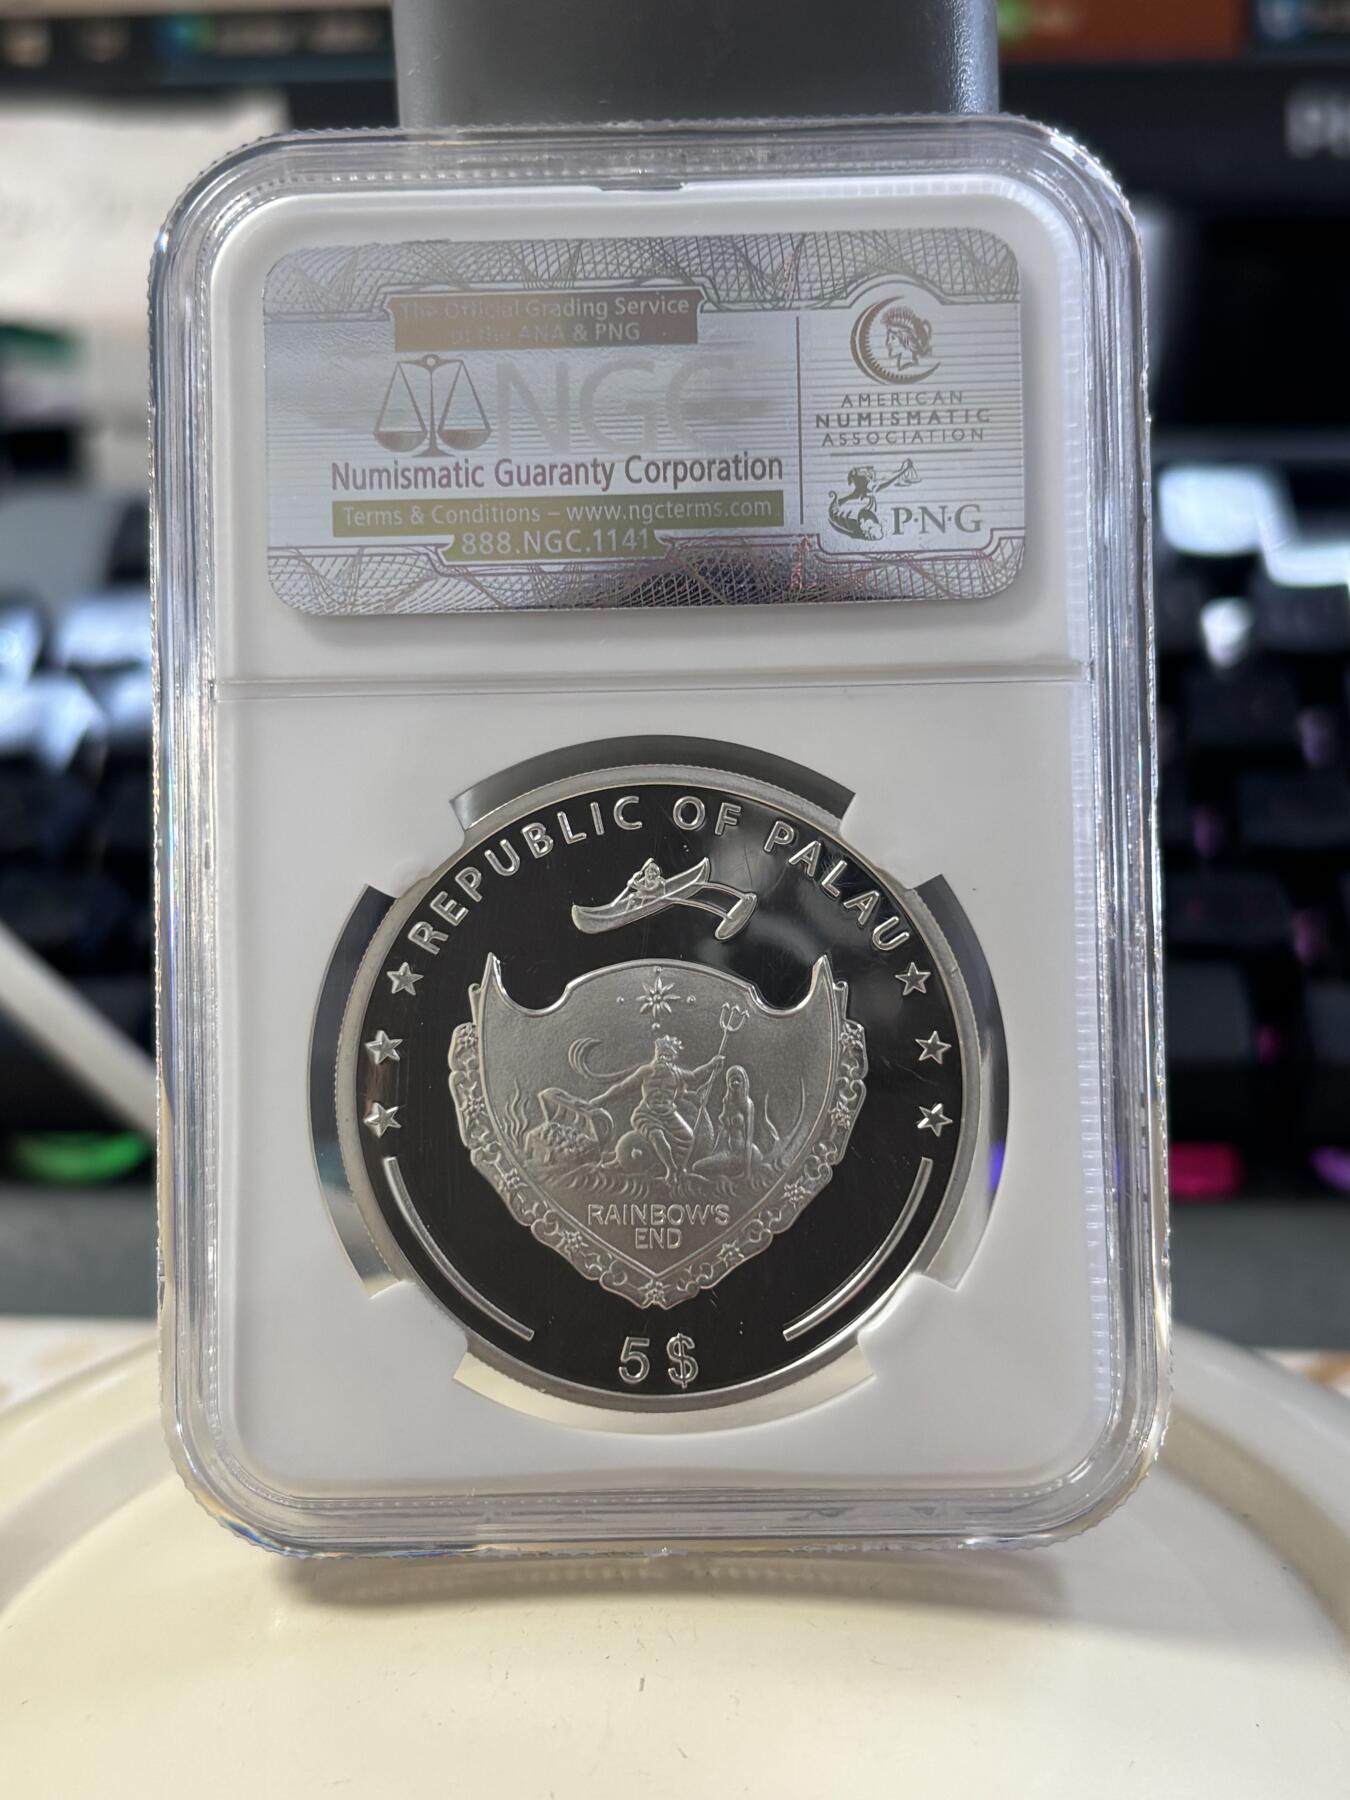 The Official Grading Service
of the ANA & PNG
NGC
Numismatic Guaranty Corporation
Terms & Conditions – www.ngcterms.com
888.NGC.1141
AMERICAN
NUMISMATIC
ASSOCIATION
P·N·G
REPUBLIC OF PALAU
RAINBOW'S
END
5 $